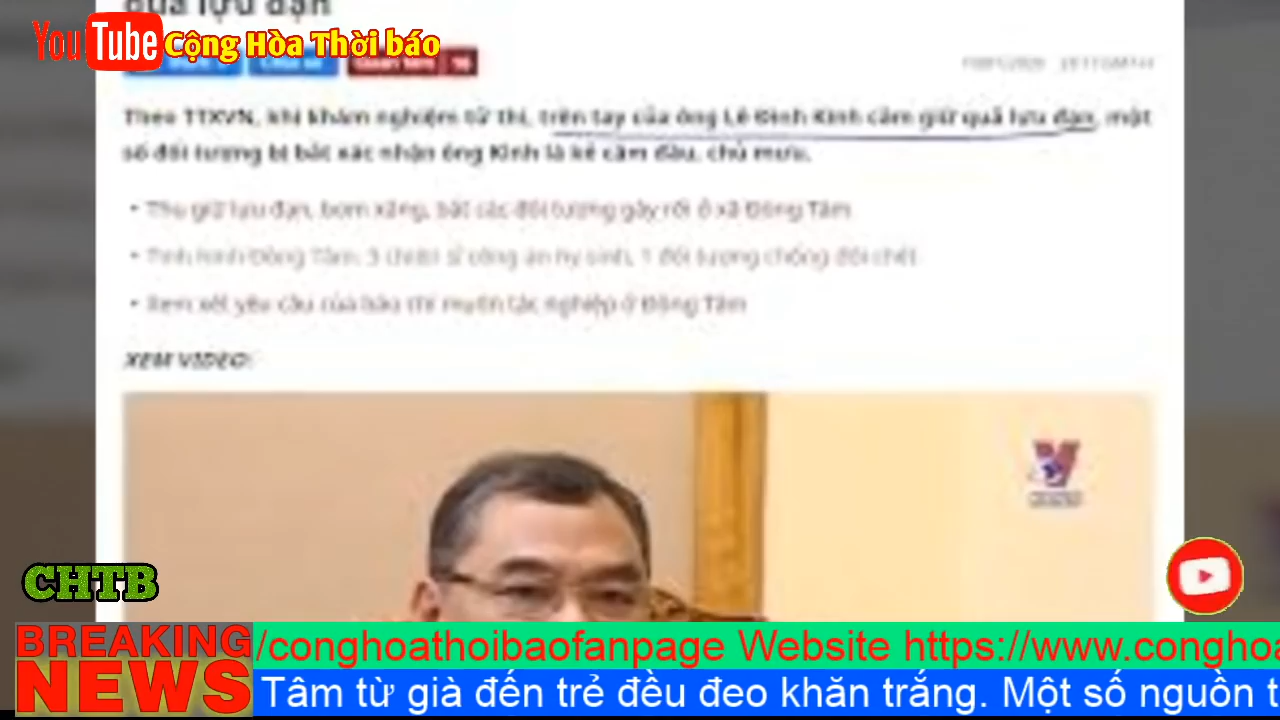 quả lựu đạn
YouTube Cộng Hòa Thời báo
Theo TTXVN, khi khám nghiệm tử thi, trên tay của ông Lê Đình Kình cầm giữ quả lựu đạn, một
số đối tượng bị bắt xác nhận ông Kình là kẻ cầm đầu, chủ mưu.
• Thu giữ lựu đạn, bom xăng, bắt các đối tượng gây rối ở xã Đồng Tâm
• Tình hình Đồng Tâm: 3 chiến sĩ công an hy sinh, 1 đối tượng chống đối chết
• Xem xét yêu cầu của báo chí muốn tác nghiệp ở Đồng Tâm
XEM VIDEO:
CHTB
BREAKING
NEWS
/conghoathoibaofanpage Website https://www.conghoa
Tâm từ già đến trẻ đều đeo khăn trắng. Một số nguồn t